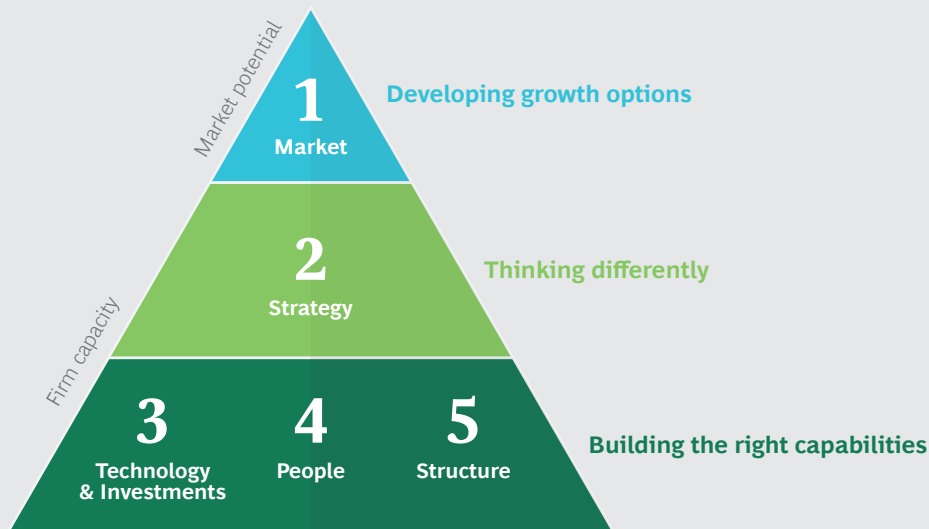 Market potential
1
Market
Developing growth options
2
Strategy
Thinking differently
Firm capacity
3
Technology
& Investments
4
People
5
Structure
Building the right capabilities